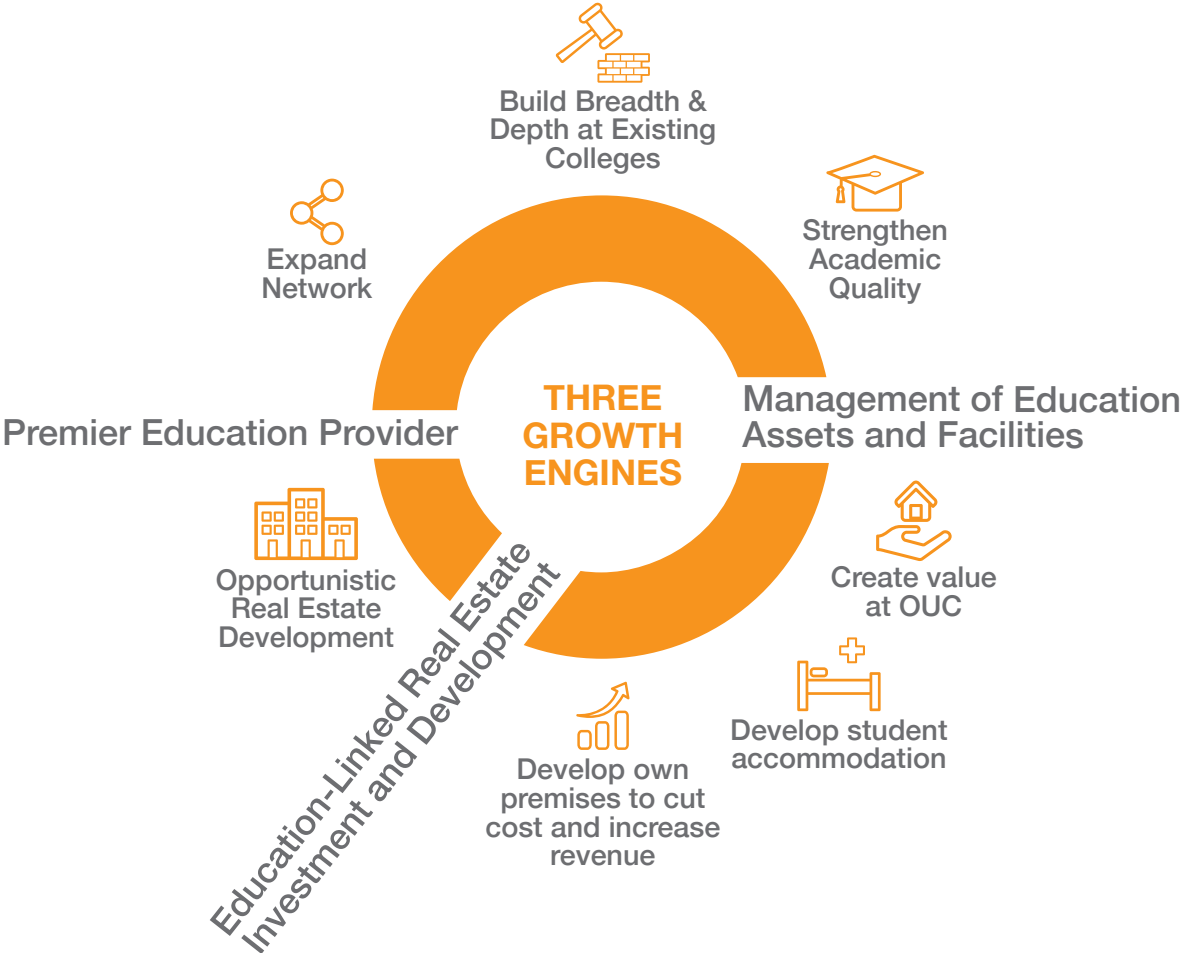 Build Breadth &
Depth at Existing
Colleges
Strengthen
Academic
Quality
Expand
Network
THREE
GROWTH
ENGINES
Management of Education
Assets and Facilities
Premier Education Provider
Create value
at OUC
Opportunistic
Real Estate
Development
Education-Linked Real Estate
Investment and Development
Develop student
accommodation
Develop own
premises to cut
cost and increase
revenue